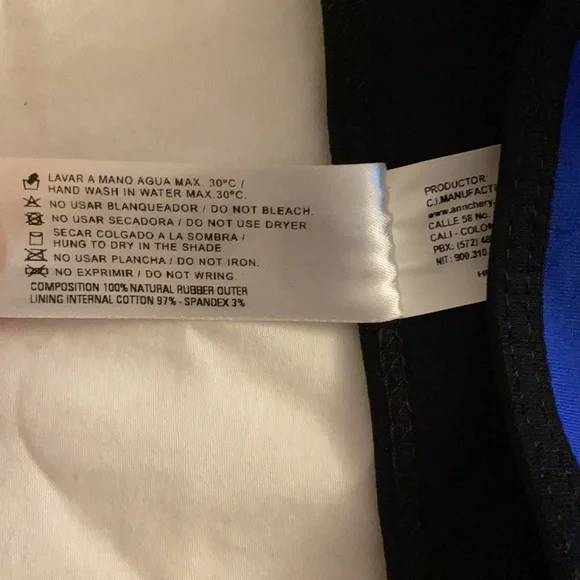 LAVAR A MANO AGUA MAX. 30°C /
HAND WASH IN WATER MAX.30°C
NO USAR BLANQUEADOR / DO NOT BLEACH.
NO USAR SECADORA / DO NOT USE DRYER
SECAR COLGADO A LA SOMBRA /
HUNG TO DRY IN THE SHADE
NO USAR PLANCHA / DO NOT IRON.
NO EXPRIMIR / DO NOT WRING.
COMPOSITION 100% NATURAL RUBBER OUTER
LINING INTERNAL COTTON 97% - SPANDEX 3%
PRODUCTOR:
C.I.MANUFACT
www.annchery.
CALLE 58 No.
CALI - COLO
PBX. (572) 48
NIT: 900.310